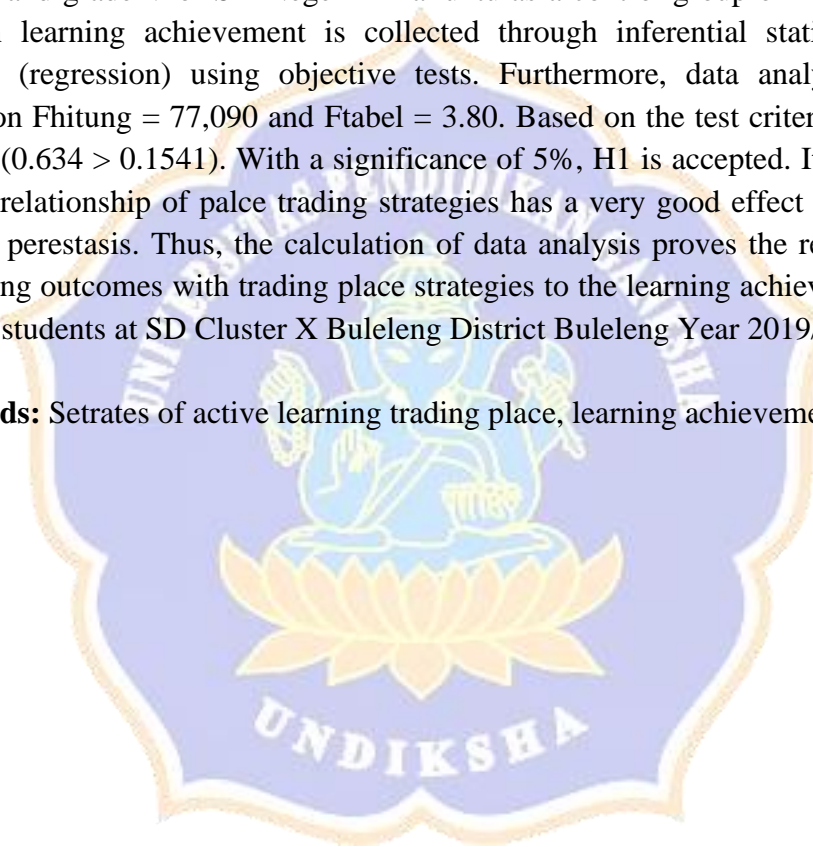 learning achievement is collected through inferential stati
(regression) using objective tests. Furthermore, data analy
on Fhitung = 77,090 and Ftabel = 3.80. Based on the test criter
(0.634 > 0.1541). With a significance of 5%, H1 is accepted. I
relationship of palce trading strategies has a very good effect
perestasis. Thus, the calculation of data analysis proves the re
ng outcomes with trading place strategies to the learning achiev
students at SD Cluster X Buleleng District Buleleng Year 2019/
ds: Setrates of active learning trading place, learning achieveme
UNIVERSITAS PENDIDIKAN GANESHA
UNDIKSHA